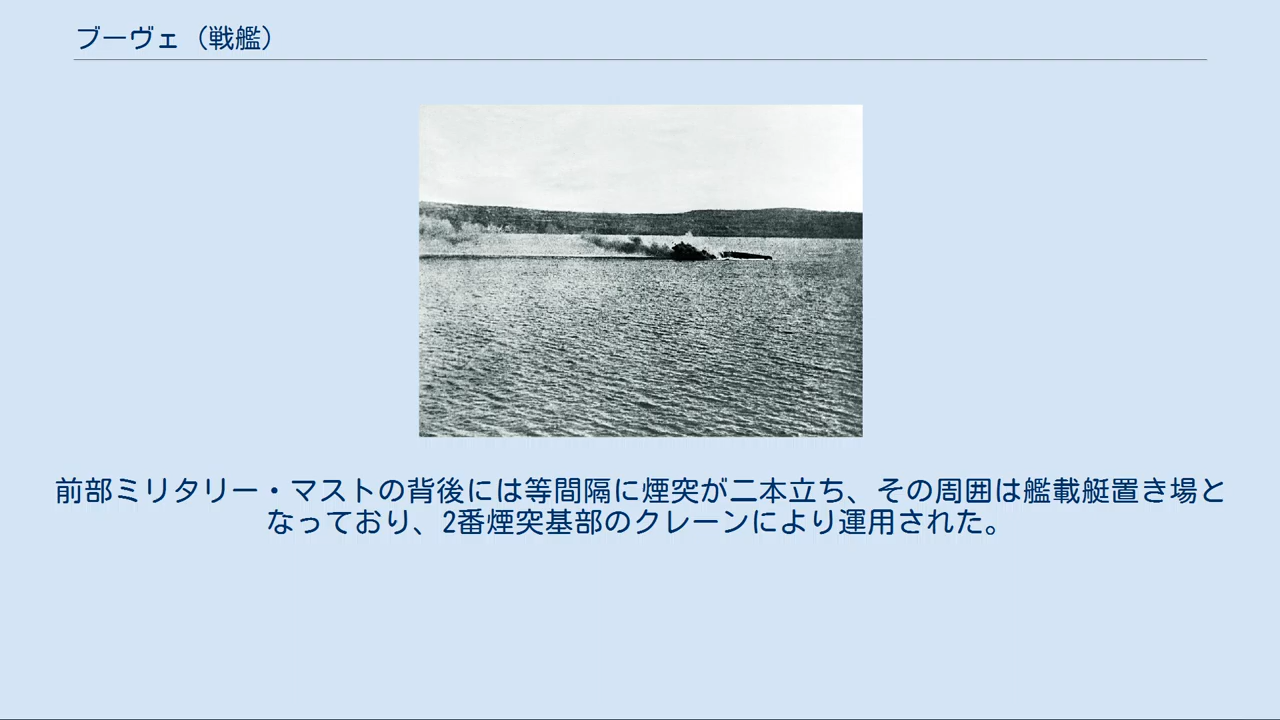 ブーヴェ（戦艦）
前部ミリタリー・マストの背後には等間隔に煙突が二本立ち、その周囲は艦載艇置き場と
なっており、2番煙突基部のクレーンにより運用された。